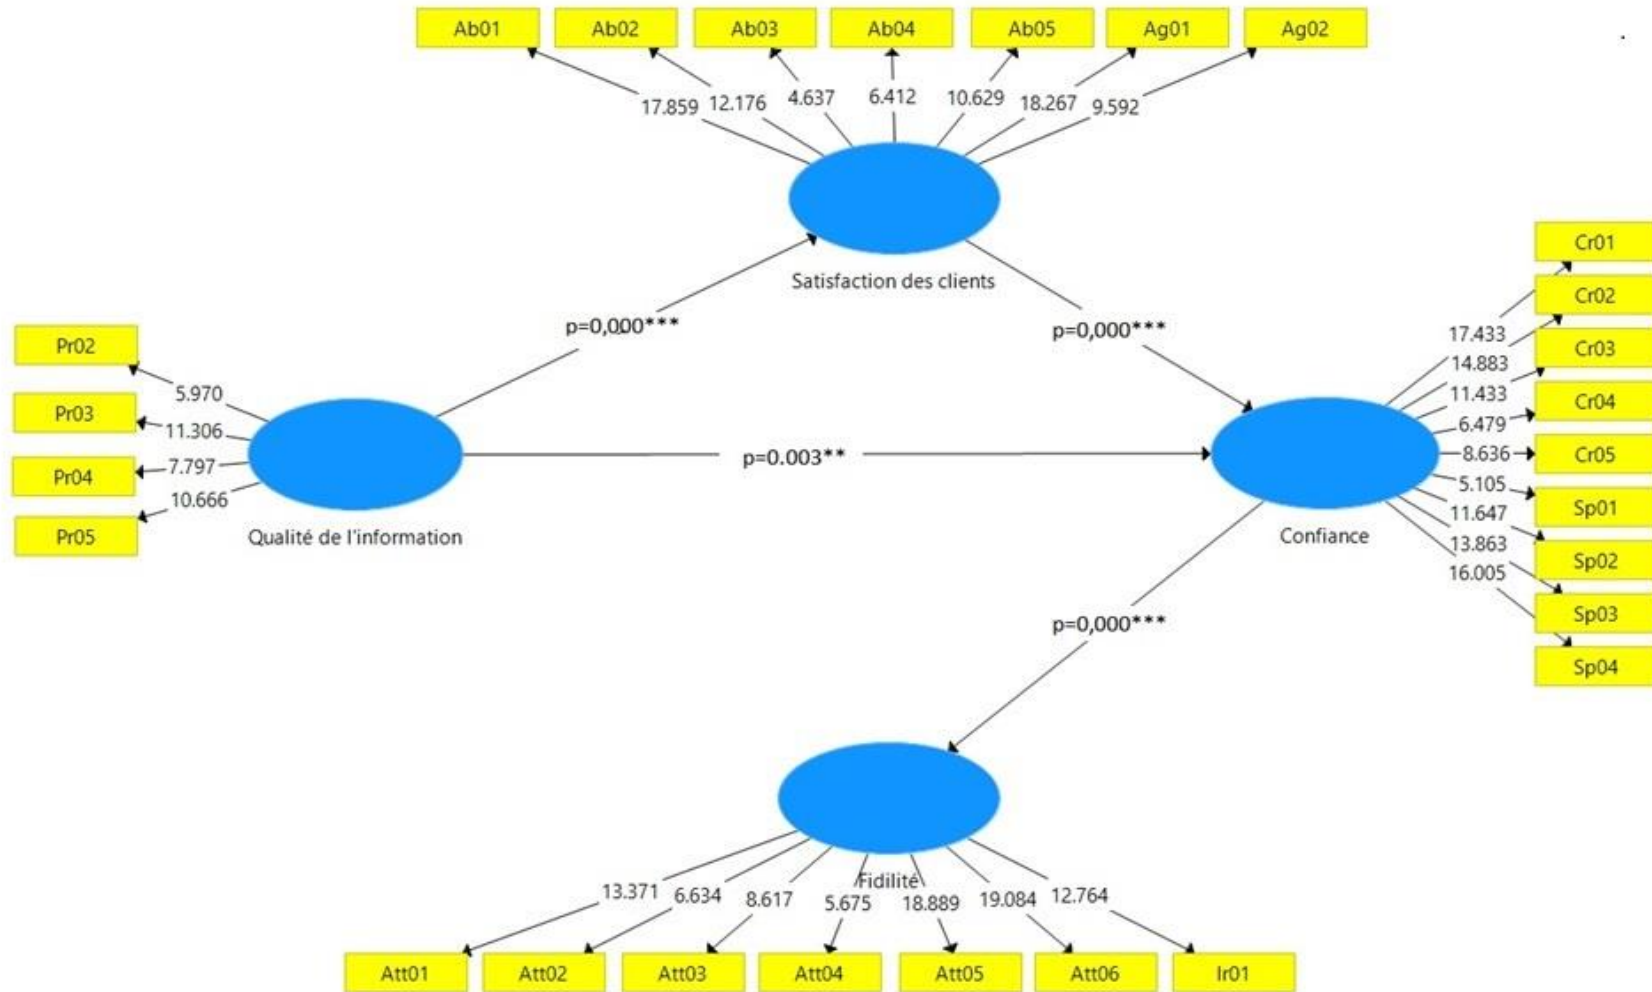 Ab01 Ab02 Ab03 Ab04 Ab05 Ag01 Ag02
17.859 12.176 4.637 6.412 10.629 18.267 9.592
Satisfaction des clients
p=0,000***
p=0,000***
Pr02
Pr03
Pr04
Pr05
5.970
11.306
7.797
10.666
Qualité de l'information
p=0.003**
Cr01
Cr02
Cr03
Cr04
Cr05
Sp01
Sp02
Sp03
Sp04
17.433
14.883
11.433
6.479
8.636
5.105
11.647
13.863
16.005
Confiance
p=0,000***
Fidilité
13.371 6.634 8.617 5.675 18.889 19.084 12.764
Att01 Att02 Att03 Att04 Att05 Att06 Ir01